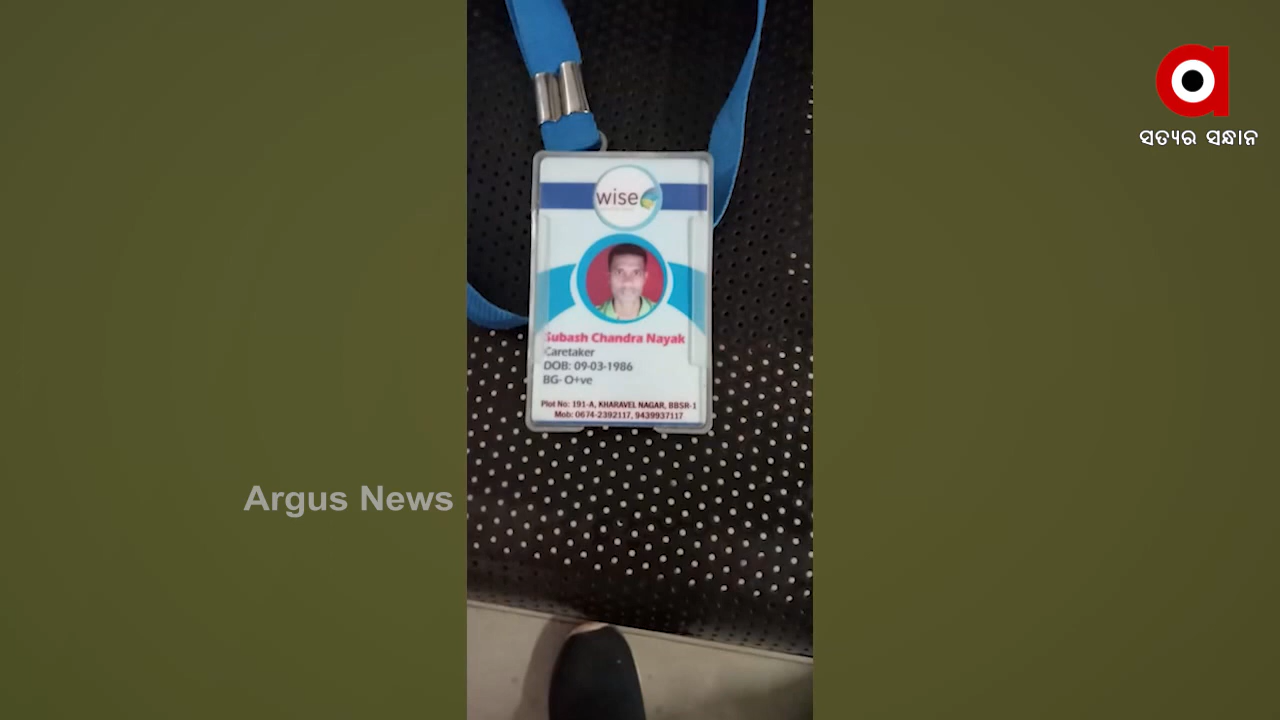 ସତ୍ୟର ସନ୍ଧାନ
wise
Subash Chandra Nayak
Caretaker
DOB: 09-03-1986
BG- O+ve
Plot No: 191-A, KHARAVEL NAGAR, BBSR-1
Mob: 0674-2392117, 9439937117
Argus News